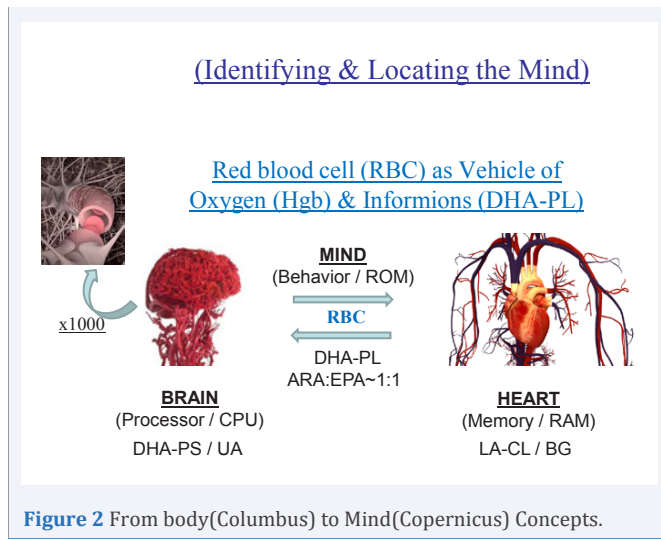 (Identifying & Locating the Mind)
Red blood cell (RBC) as Vehicle of
Oxygen (Hgb) & Informions (DHA-PL)
MIND
(Behavior / ROM)
x1000
RBC
DHA-PL
ARA:EPA~1:1
BRAIN
(Processor / CPU)
DHA-PS / UA
HEART
(Memory / RAM)
LA-CL / BG
Figure 2 From body(Columbus) to Mind(Copernicus) Concepts.